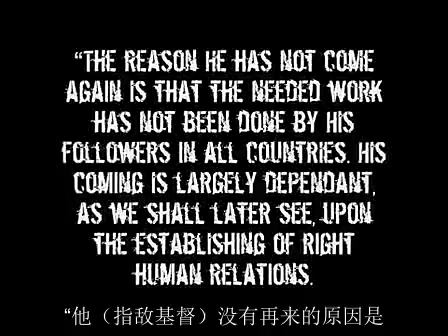 “THE REASON HE HAS NOT COME
AGAIN IS THAT THE NEEDED WORK
HAS NOT BEEN DONE BY HIS
FOLLOWERS IN ALL COUNTRIES. HIS
COMING IS LARGELY DEPENDANT,
AS WE SHALL LATER SEE, UPON
THE ESTABLISHING OF RIGHT
HUMAN RELATIONS.
“他（指敌基督）没有再来的原因是